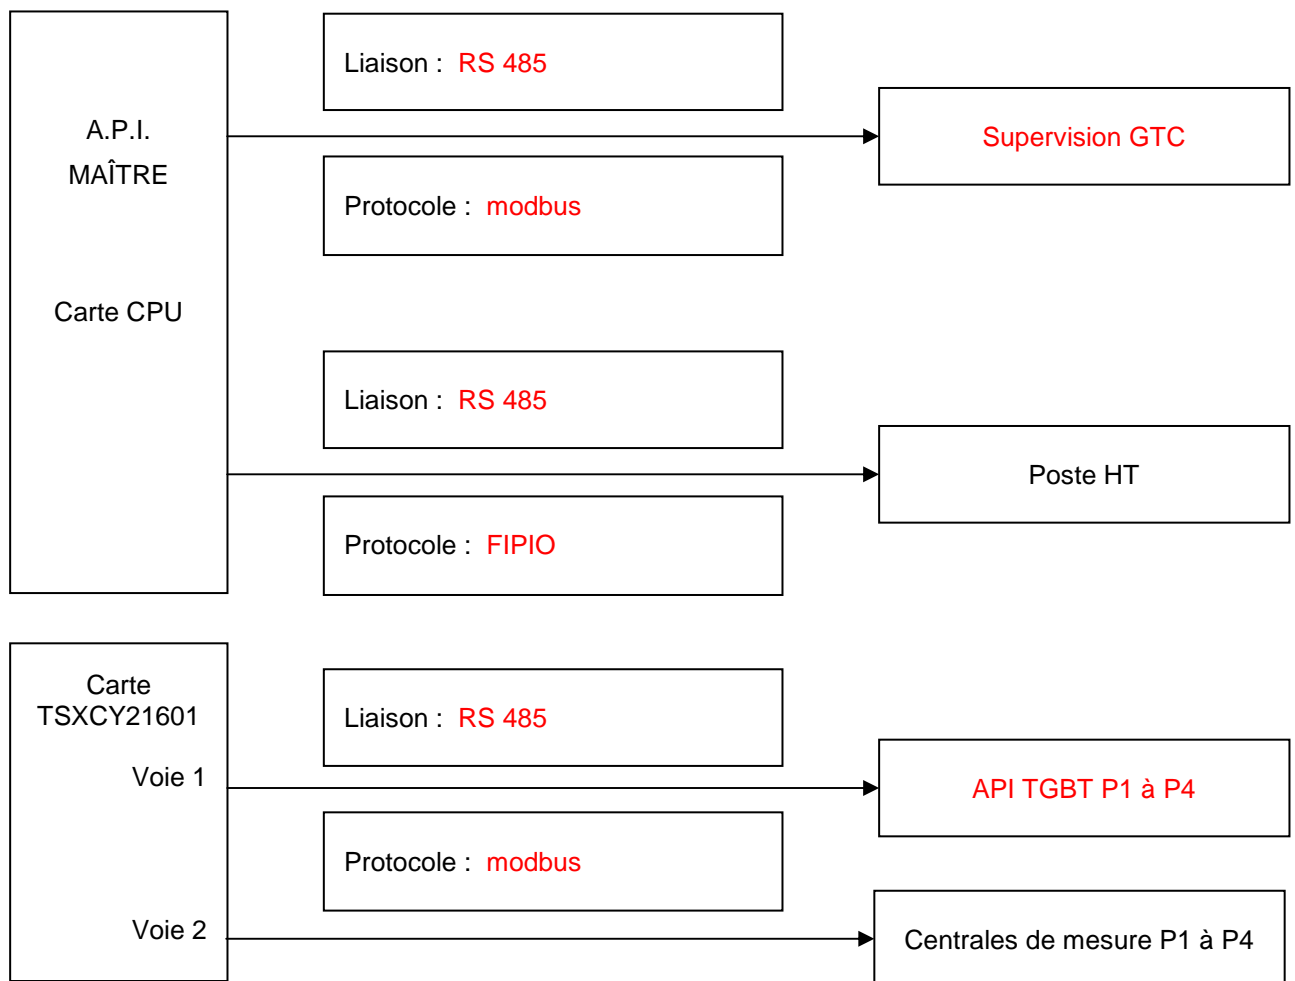 Liaison : RS 485
A.P.I.
MAÎTRE
Supervision GTC
Protocole : modbus
Carte CPU
Liaison : RS 485
Poste HT
Protocole : FIPIO
Carte
TSXCY21601
Liaison : RS 485
Voie 1
API TGBT P1 à P4
Protocole : modbus
Voie 2
Centrales de mesure P1 à P4